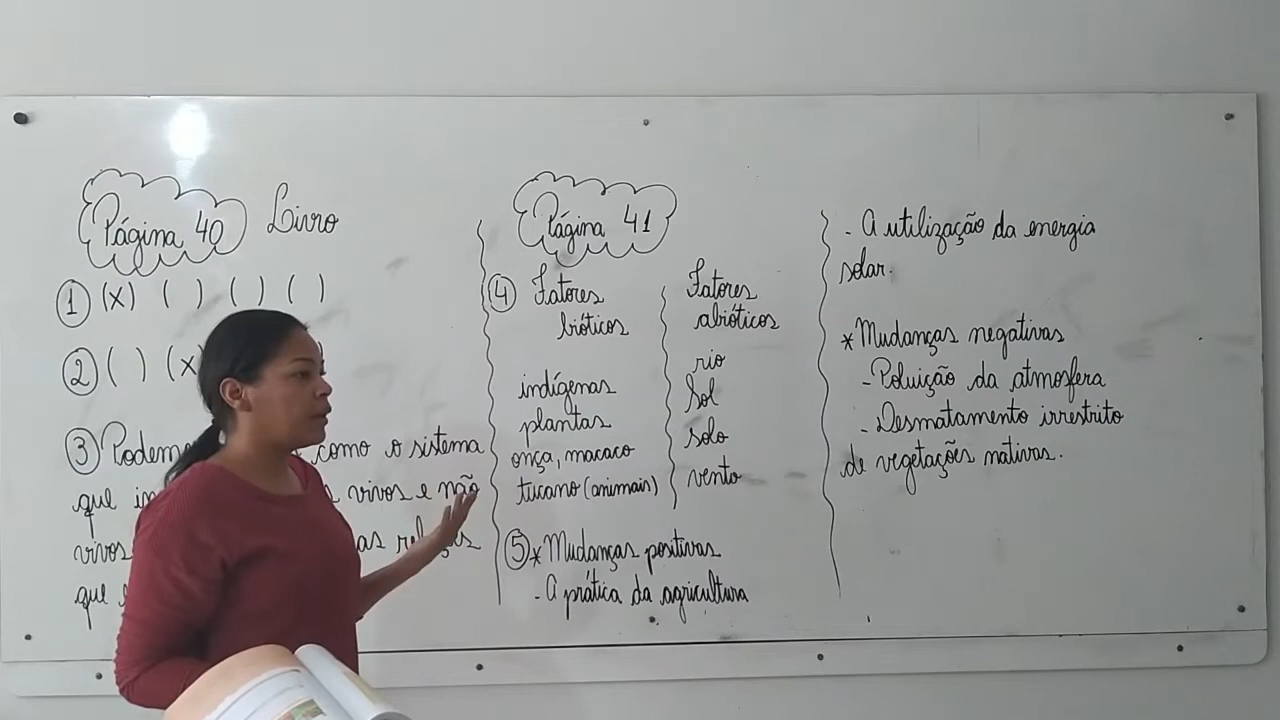 Página 40 Livro
① (x) ( ) ( ) ( )
② ( ) (x)
③ como o sistema
que vivos e não
vivos as relações
que
Página 41
④ Fatores bióticos
indígenas
plantas
onça, macaco
tucano (animais)
Fatores abióticos
rio
Sol
solo
vento
⑤ * Mudanças positivas
- A prática da agricultura
- A utilização da energia
solar.
* Mudanças negativas
- Poluição da atmosfera
- Desmatamento irrestrito
de vegetações nativas.